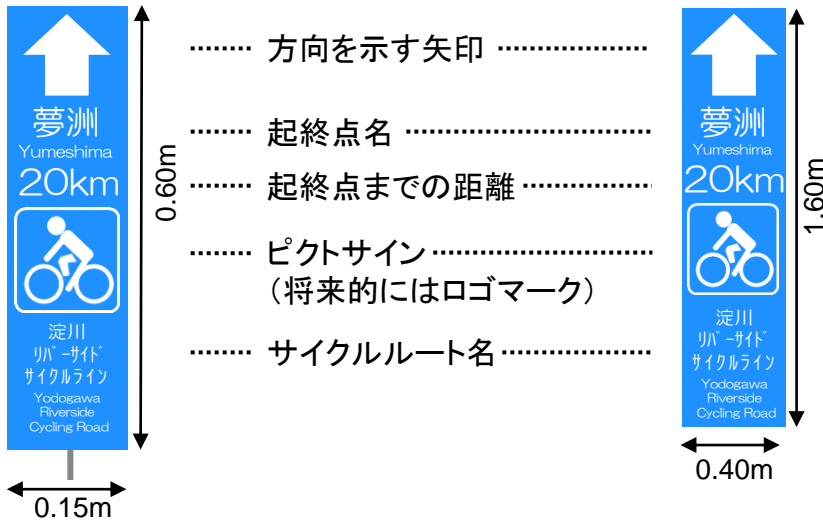 夢洲
Yumeshima
20km
淀川
ﾘﾊﾞｰｻｲﾄﾞ
サイクルライン
Yodogawa
Riverside
Cycling Road
0.60m
0.15m
方向を示す矢印
起終点名
起終点までの距離
ピクトサイン
（将来的にはロゴマーク）
サイクルルート名
夢洲
Yumeshima
20km
淀川
ﾘﾊﾞｰｻｲﾄﾞ
サイクルライン
Yodogawa
Riverside
Cycling Road
1.60m
0.40m